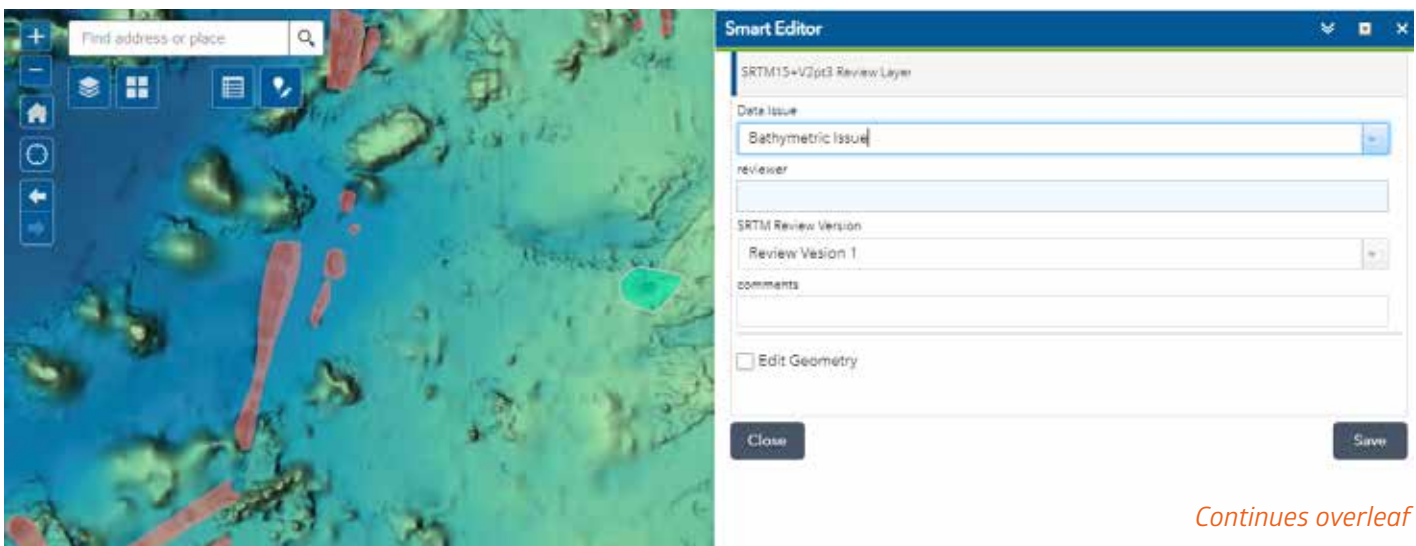 Find address or place
Smart Editor
SRTM15+V2pt3 Review Layer
Data Issue
Bathymetric Issue
reviewer
SRTM Review Version
Review Vesion 1
comments
Edit Geometry
Close
Save
Continues overleaf